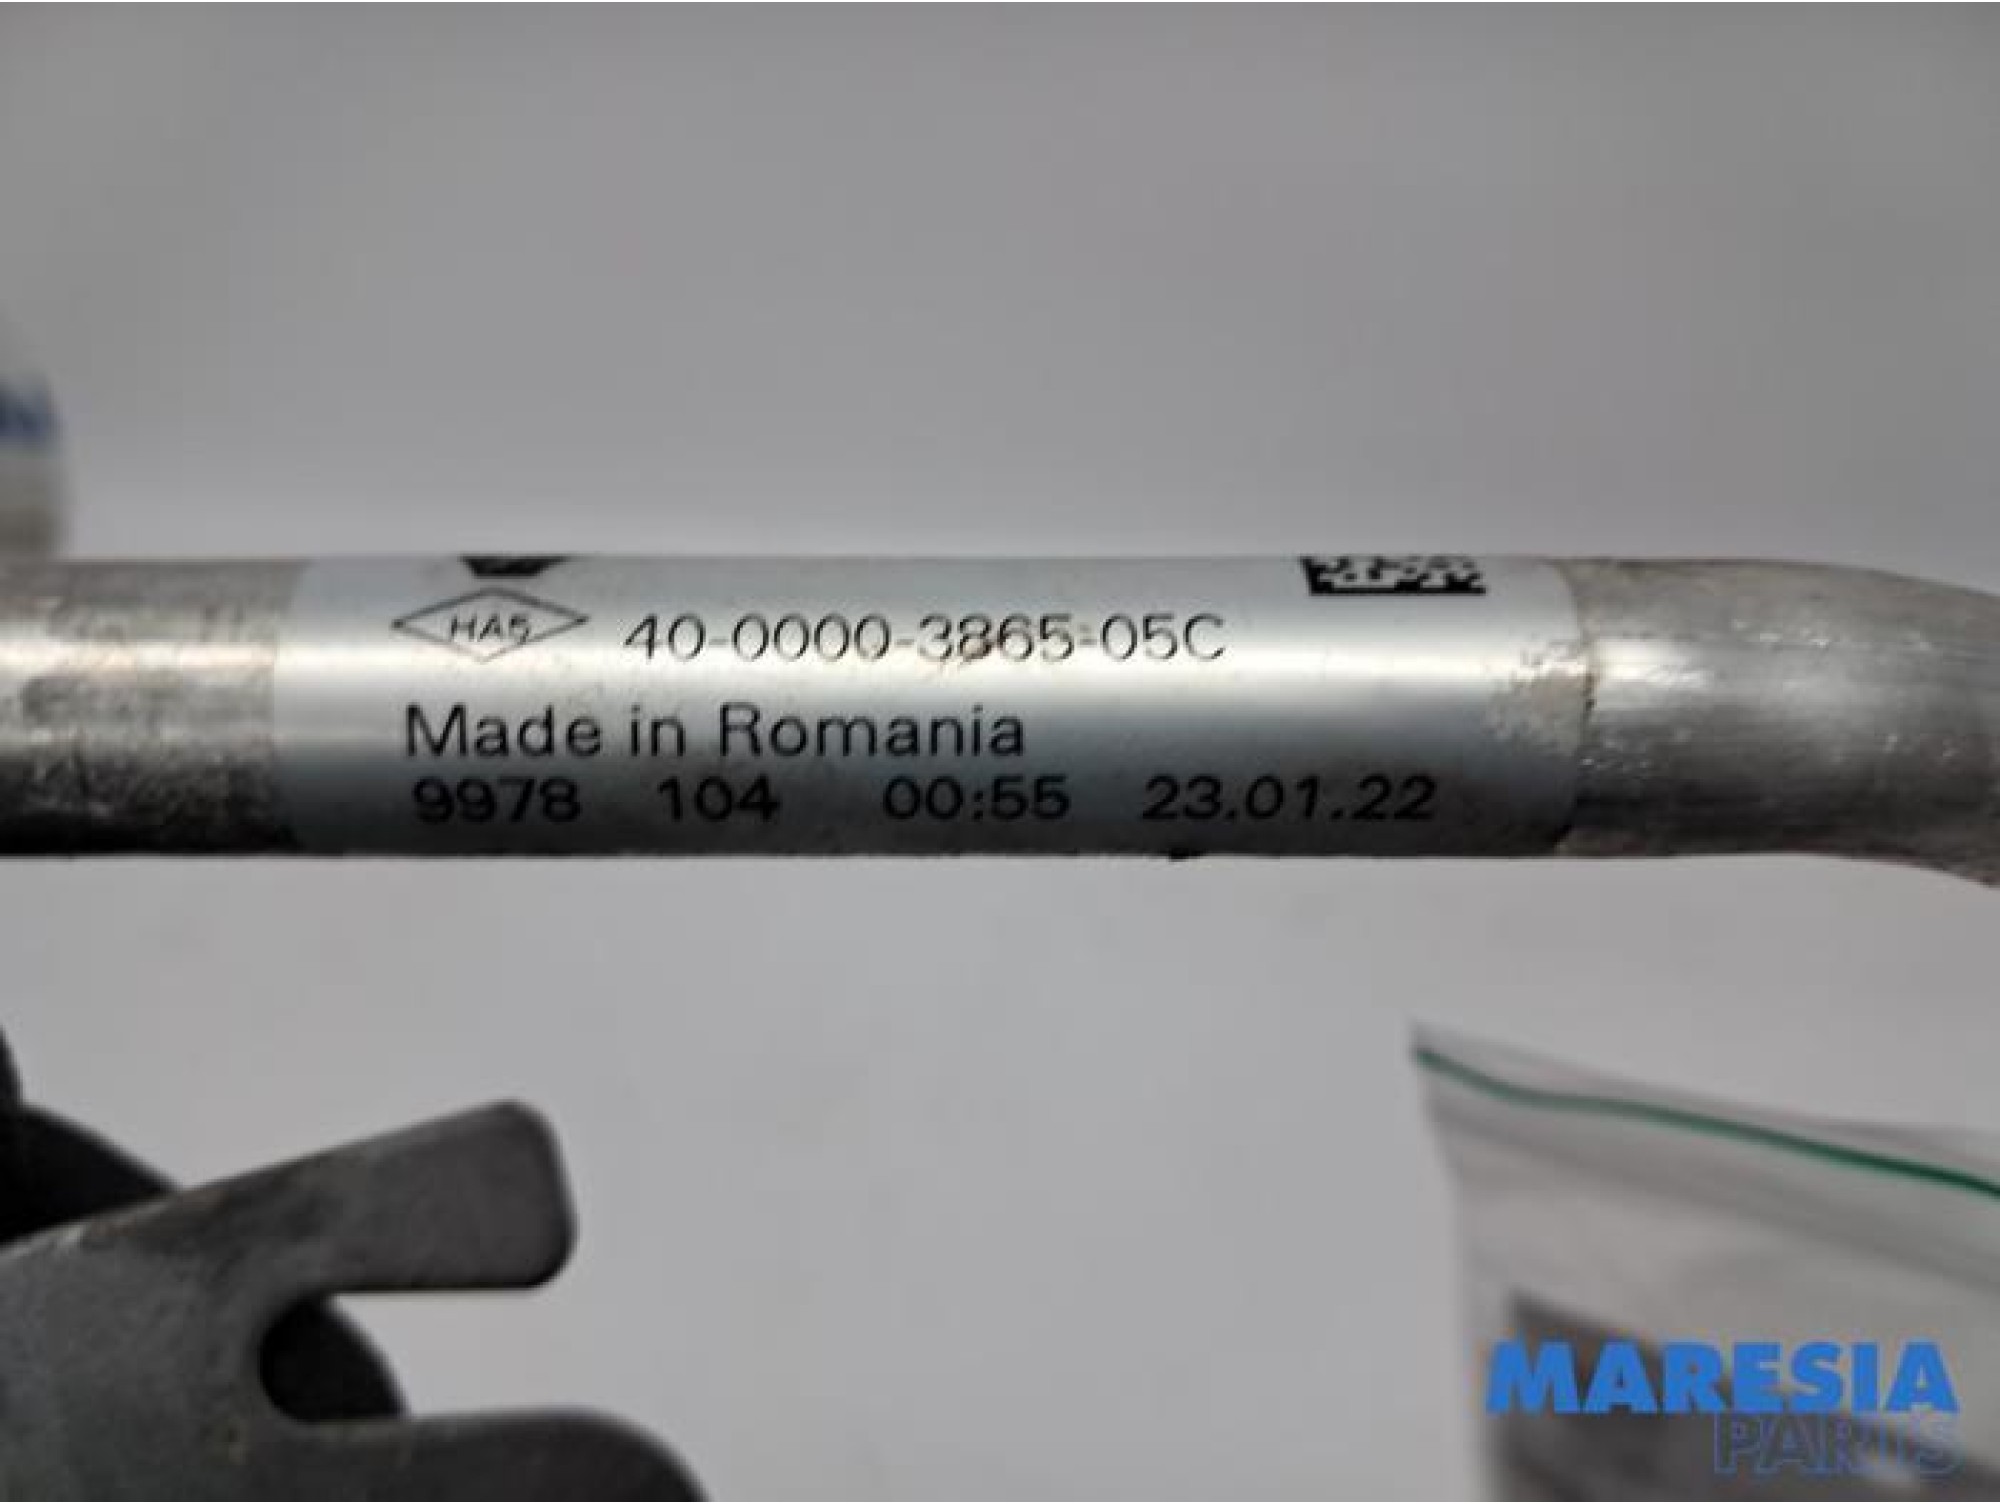 HA5 40-0000-3865-05C
Made in Romania
9978 104 00:55 23.01.22
MARESIA
PARTS